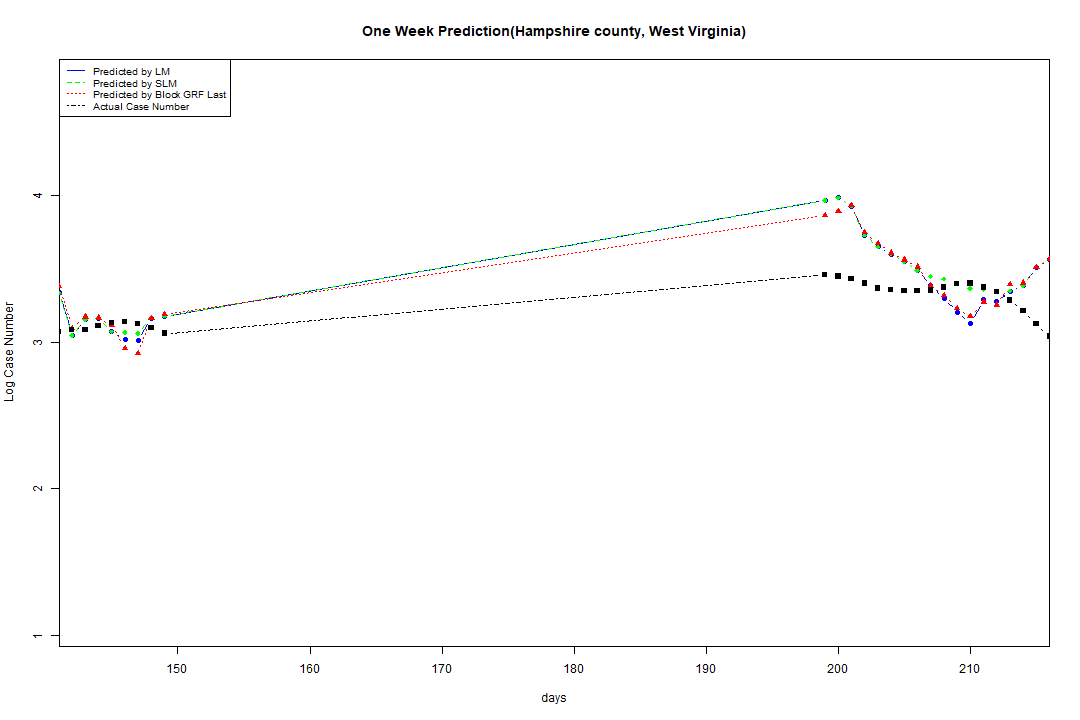 One Week Prediction(Hampshire county, West Virginia)
Predicted by LM
Predicted by SLM
Predicted by Block GRF Last
Actual Case Number
4
3
2
1
Log Case Number
150 160 170 180 190 200 210
days